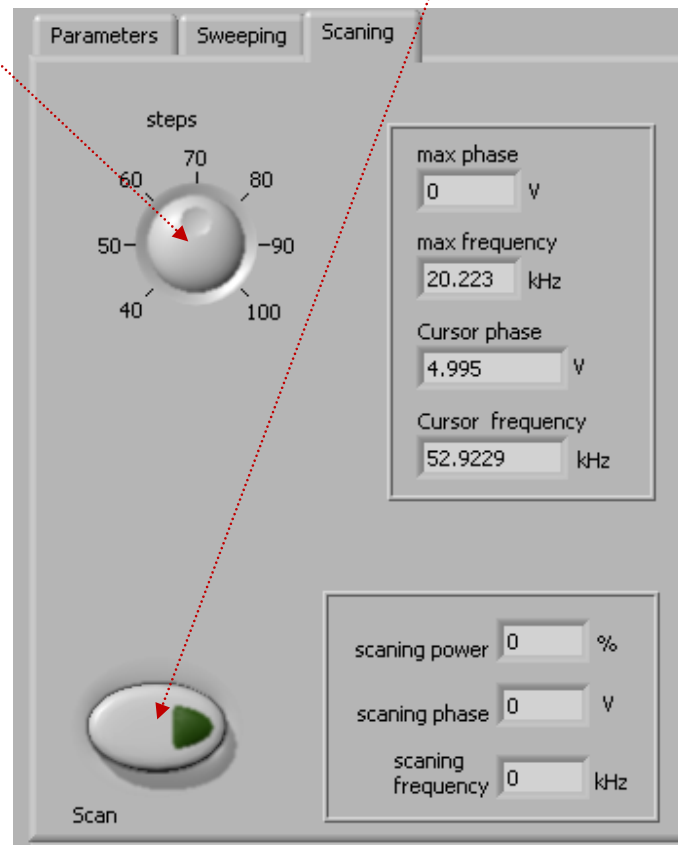 Parameters Sweeping Scaning
steps
70
60 80
50 90
40 100
max phase
0 V
max frequency
20.223 kHz
Cursor phase
4.995 V
Cursor frequency
52.9229 kHz
scaning power 0 %
scaning phase 0 V
scaning
frequency 0 kHz
Scan